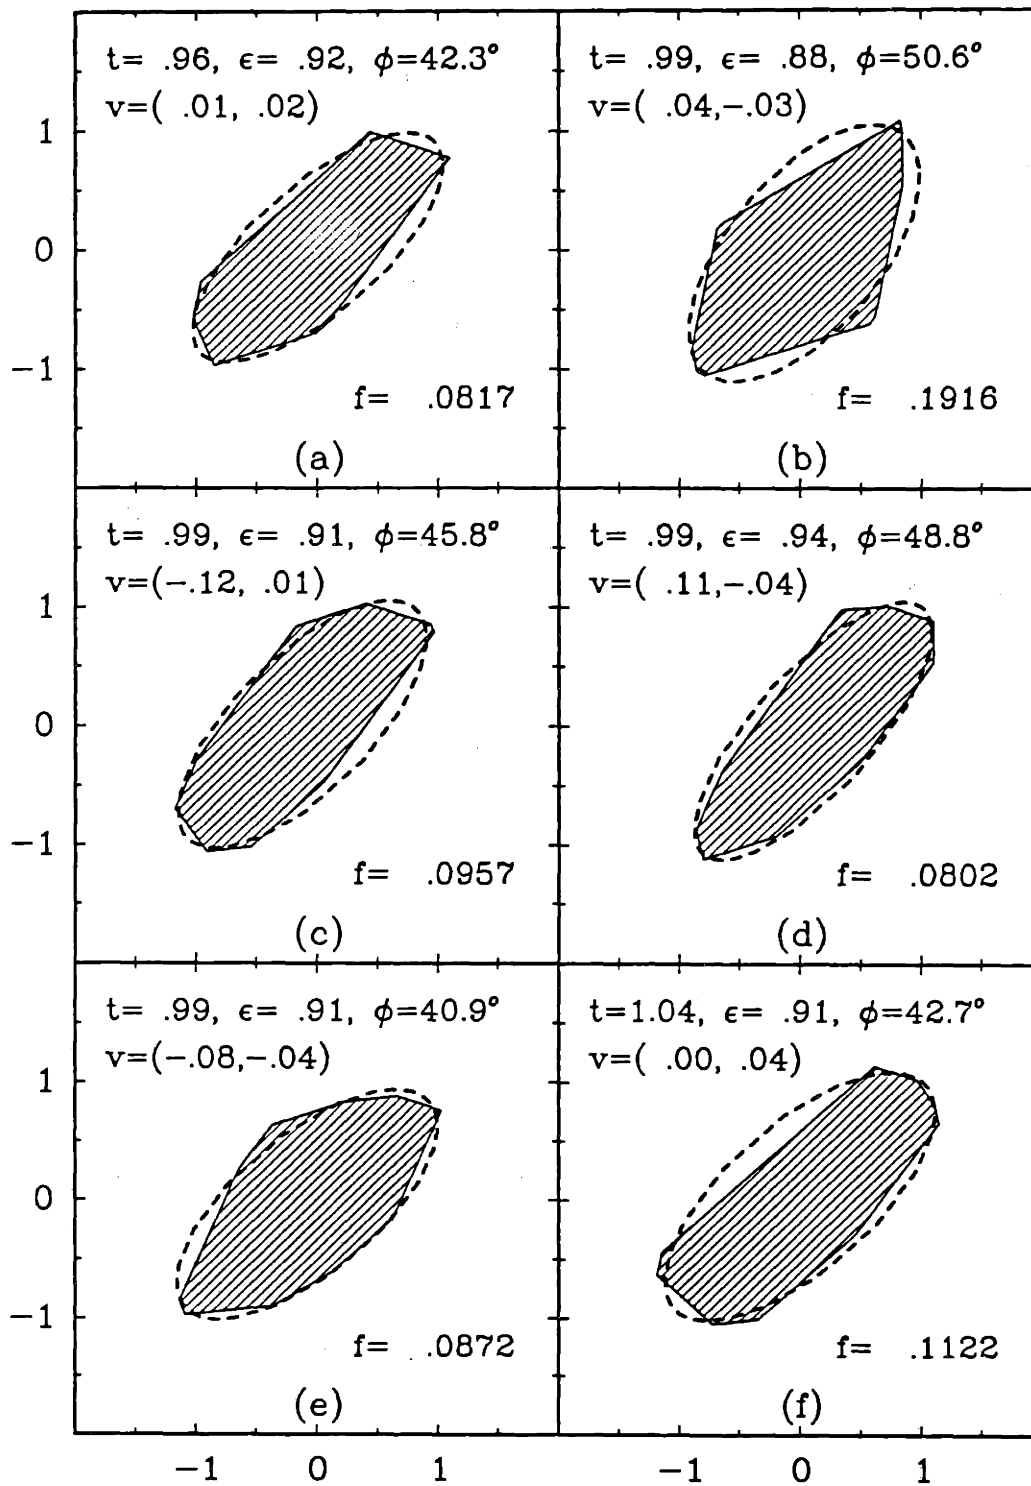 t= .96, ϵ= .92, ϕ=42.3°
v=( .01, .02)
1
0
−1
f= .0817
(a)
t= .99, ϵ= .88, ϕ=50.6°
v=( .04,−.03)
f= .1916
(b)
t= .99, ϵ= .91, ϕ=45.8°
v=(−.12, .01)
1
0
−1
f= .0957
(c)
t= .99, ϵ= .94, ϕ=48.8°
v=( .11,−.04)
f= .0802
(d)
t= .99, ϵ= .91, ϕ=40.9°
v=(−.08,−.04)
1
0
−1
f= .0872
(e)
t=1.04, ϵ= .91, ϕ=42.7°
v=( .00, .04)
f= .1122
(f)
−1 0 1 −1 0 1